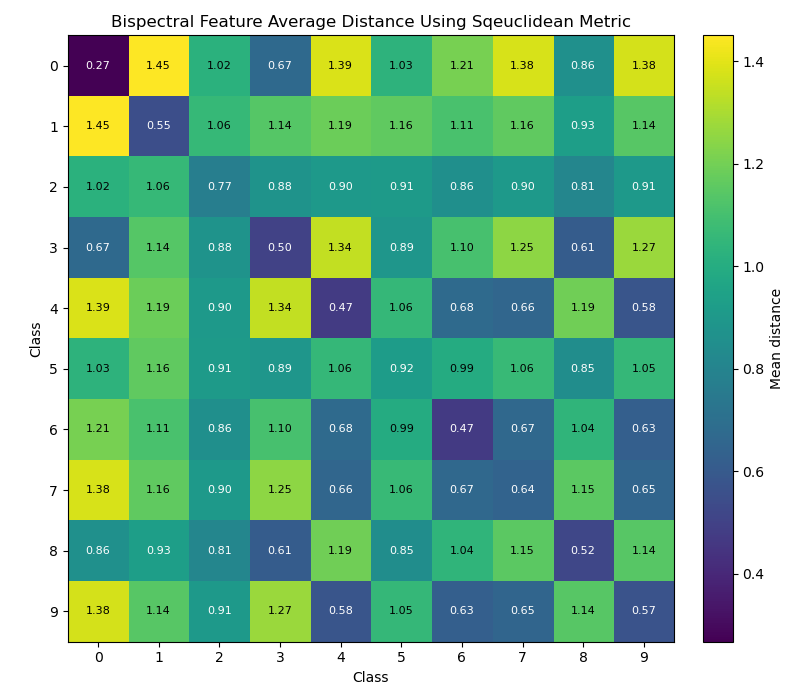 Bispectral Feature Average Distance Using Sqeuclidean Metric
0 0.27 1.45 1.02 0.67 1.39 1.03 1.21 1.38 0.86 1.38
1 1.45 0.55 1.06 1.14 1.19 1.16 1.11 1.16 0.93 1.14
2 1.02 1.06 0.77 0.88 0.90 0.91 0.86 0.90 0.81 0.91
3 0.67 1.14 0.88 0.50 1.34 0.89 1.10 1.25 0.61 1.27
4 1.39 1.19 0.90 1.34 0.47 1.06 0.68 0.66 1.19 0.58
5 1.03 1.16 0.91 0.89 1.06 0.92 0.99 1.06 0.85 1.05
6 1.21 1.11 0.86 1.10 0.68 0.99 0.47 0.67 1.04 0.63
7 1.38 1.16 0.90 1.25 0.66 1.06 0.67 0.64 1.15 0.65
8 0.86 0.93 0.81 0.61 1.19 0.85 1.04 1.15 0.52 1.14
9 1.38 1.14 0.91 1.27 0.58 1.05 0.63 0.65 1.14 0.57
0 1 2 3 4 5 6 7 8 9
Class
Class
1.4
1.2
1.0
0.8
0.6
0.4
Mean distance